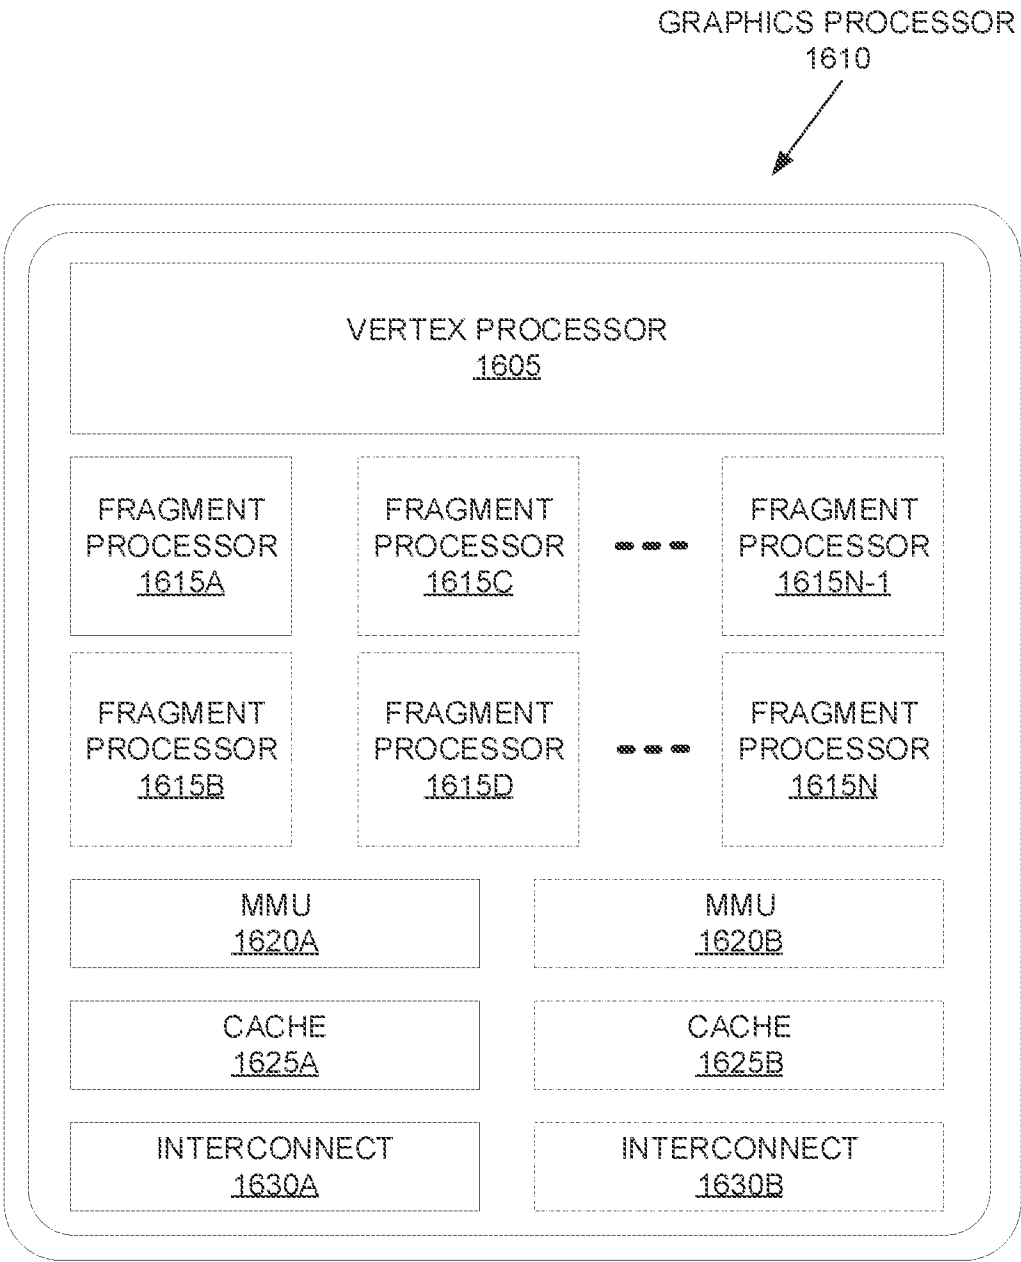 GRAPHICS PROCESSOR
1610
VERTEX PROCESSOR
1605
FRAGMENT
PROCESSOR
1615A
FRAGMENT
PROCESSOR
1615C
FRAGMENT
PROCESSOR
1615N-1
FRAGMENT
PROCESSOR
1615B
FRAGMENT
PROCESSOR
1615D
FRAGMENT
PROCESSOR
1615N
MMU
1620A
MMU
1620B
CACHE
1625A
CACHE
1625B
INTERCONNECT
1630A
INTERCONNECT
1630B